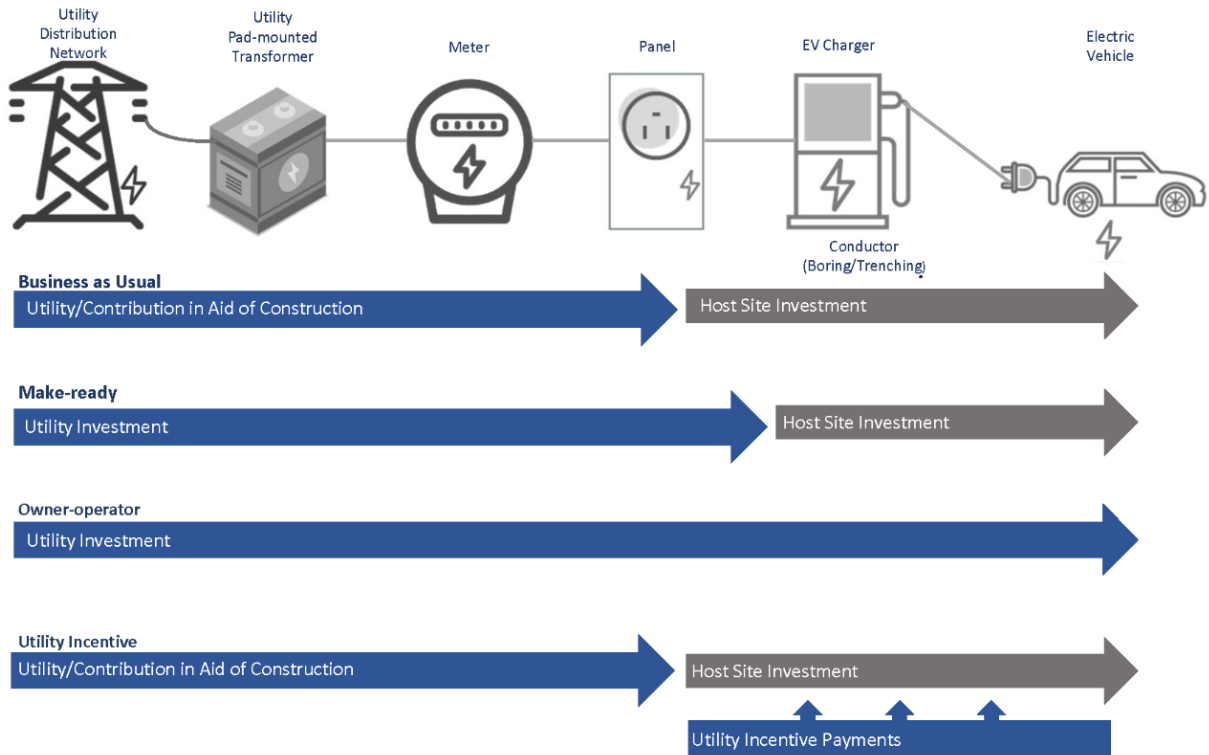 Utility
Distribution
Network
Utility
Pad-mounted
Transformer
Meter
Panel
EV Charger
Electric
Vehicle
Conductor
(Boring/Trenching)
Business as Usual
Utility/Contribution in Aid of Construction
Host Site Investment
Make-ready
Utility Investment
Host Site Investment
Owner-operator
Utility Investment
Utility Incentive
Utility/Contribution in Aid of Construction
Host Site Investment
Utility Incentive Payments